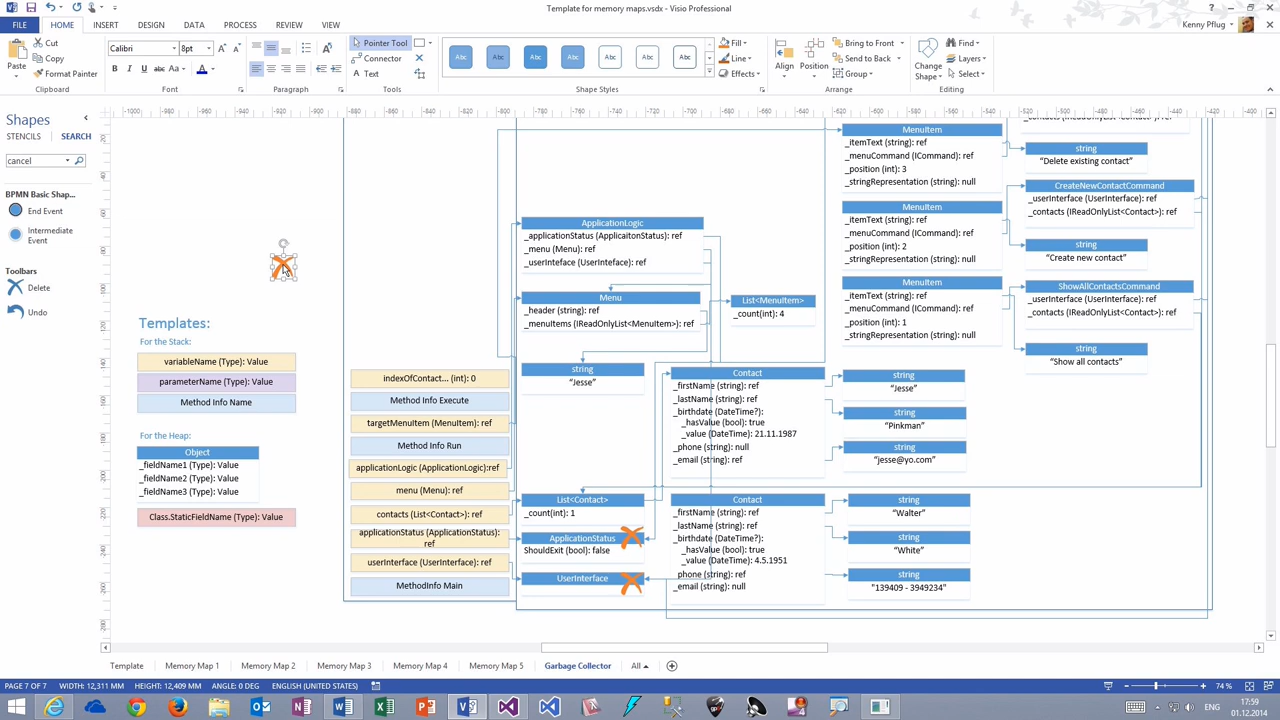 Template for memory maps.vsdx - Visio Professional
FILE HOME INSERT DESIGN DATA PROCESS REVIEW VIEW
Kenny Pflug
Paste
Cut
Copy
Format Painter
Clipboard
Calibri 8pt
Font
Paragraph
Pointer Tool
Connector
Text
Tools
Abc Abc Abc Abc Abc Abc Abc
Shape Styles
Fill
Line
Effects
Align
Position
Bring to Front
Send to Back
Group
Arrange
Change Shape
Find
Layers
Select
Editing
Shapes
STENCILS SEARCH
cancel
BPMN Basic Shap...
End Event
Intermediate
Event
Toolbars
Delete
Undo
Templates:
For the Stack:
variableName (Type): Value
parameterName (Type): Value
Method Info Name
For the Heap:
Object
_fieldName1 (Type): Value
_fieldName2 (Type): Value
_fieldName3 (Type): Value
Class.StaticFieldName (Type): Value
indexOfContact... (int): 0
Method Info Execute
targetMenuItem (MenuItem): ref
Method Info Run
applicationLogic (ApplicationLogic):ref
menu (Menu): ref
contacts (List<Contact>): ref
applicationStatus (ApplicationStatus):
ref
userInterface (UserInterface): ref
MethodInfo Main
ApplicationLogic
_applicationStatus (ApplicaitonStatus): ref
_menu (Menu): ref
_userInteface (UserInteface): ref
Menu
_header (string): ref
_menuItems (IReadOnlyList<MenuItem>): ref
List<MenuItem>
_count(int): 4
string
“Jesse”
List<Contact>
_count(int): 1
ApplicationStatus
ShouldExit (bool): false
UserInterface
Contact
_firstName (string): ref
_lastName (string): ref
_birthdate (DateTime?):
_hasValue (bool): true
_value (DateTime): 21.11.1987
_phone (string): null
_email (string): ref
Contact
_firstName (string): ref
_lastName (string): ref
_birthdate (DateTime?):
_hasValue (bool): true
_value (DateTime): 4.5.1951
_phone (string): ref
_email (string): null
string
“Jesse”
string
“Pinkman”
string
“jesse@yo.com”
string
“Walter”
string
“White”
string
"139409 - 3949234"
MenuItem
_itemText (string): ref
_menuCommand (ICommand): ref
_position (int): 3
_stringRepresentation (string): null
MenuItem
_itemText (string): ref
_menuCommand (ICommand): ref
_position (int): 2
_stringRepresentation (string): null
MenuItem
_itemText (string): ref
_menuCommand (ICommand): ref
_position (int): 1
_stringRepresentation (string): null
string
“Delete existing contact”
CreateNewContactCommand
_userInterface (UserInterface): ref
_contacts (IReadOnlyList<Contact>): ref
string
“Create new contact”
ShowAllContactsCommand
_userInterface (UserInterface): ref
_contacts (IReadOnlyList<Contact>): ref
string
“Show all contacts”
Template Memory Map 1 Memory Map 2 Memory Map 3 Memory Map 4 Memory Map 5 Garbage Collector All
PAGE 7 OF 7 WIDTH: 12,311 MM HEIGHT: 12,409 MM ANGLE: 0 DEG ENGLISH (UNITED STATES) 74 %
ENG
17:59
01.12.2014